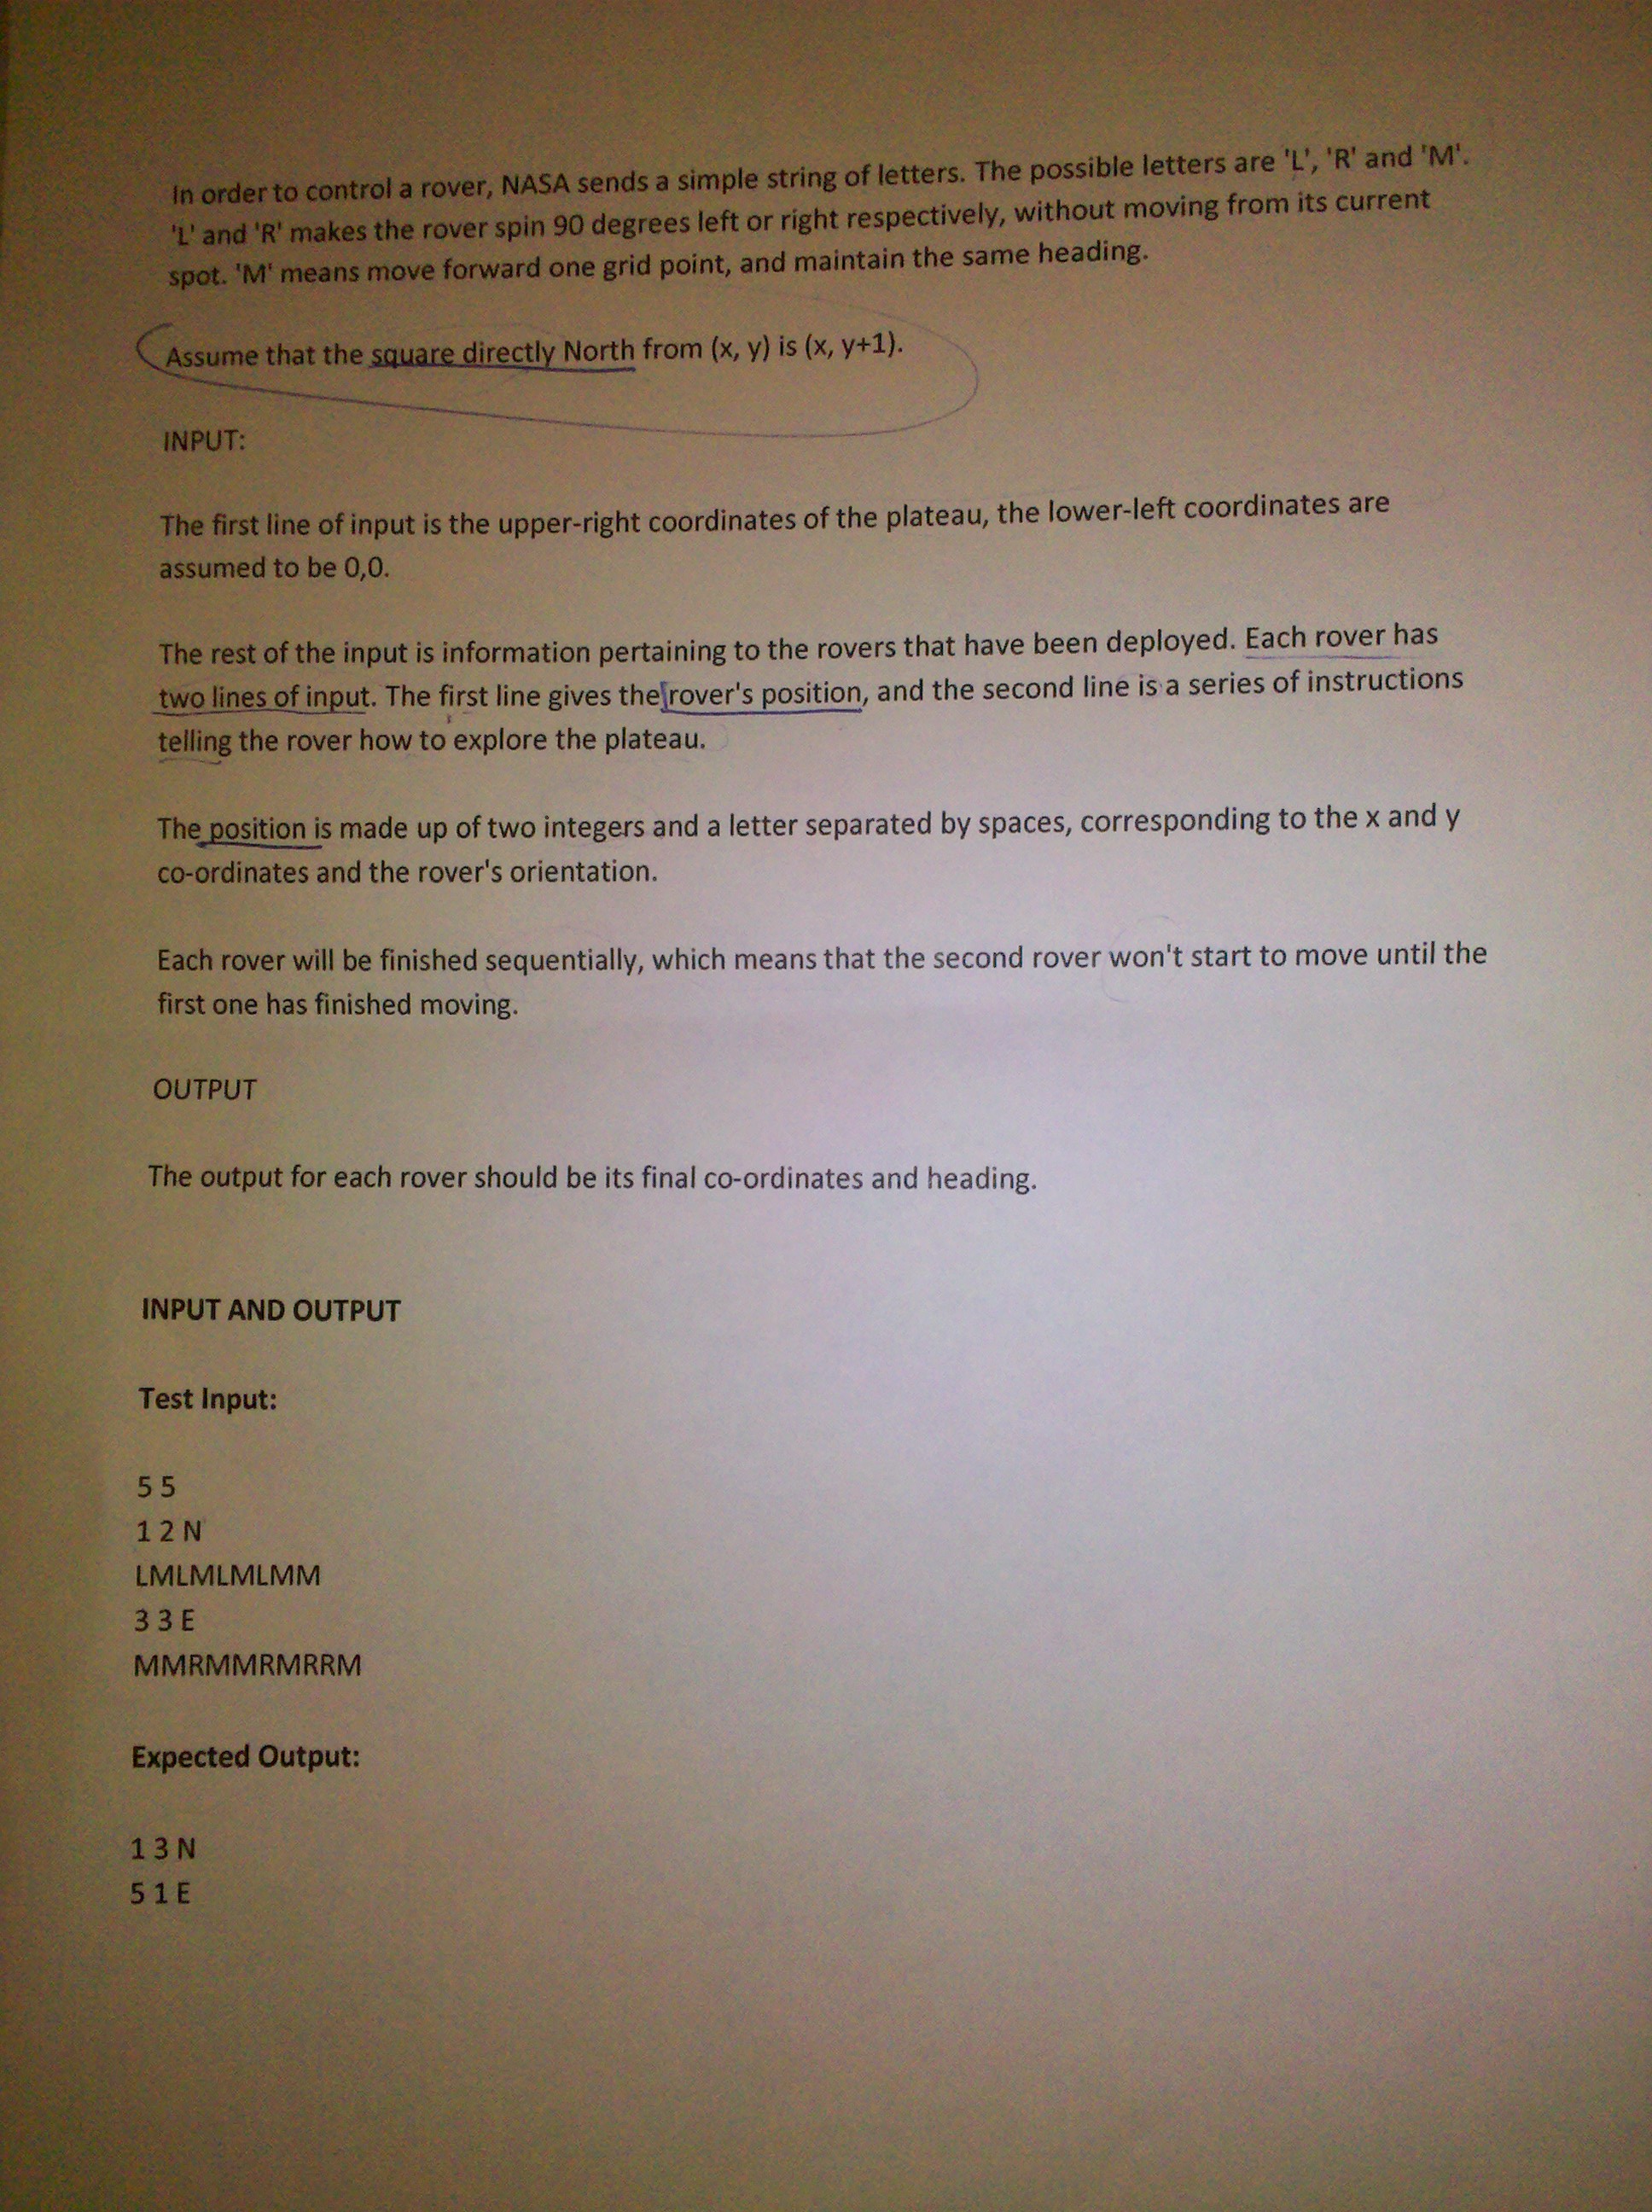 In order to control a rover, NASA sends a simple string of letters. The possible letters are 'L', 'R' and 'M'.
'L' and 'R' makes the rover spin 90 degrees left or right respectively, without moving from its current
spot. 'M' means move forward one grid point, and maintain the same heading.
Assume that the square directly North from (x, y) is (x, y+1).
INPUT:
The first line of input is the upper-right coordinates of the plateau, the lower-left coordinates are
assumed to be 0,0.
The rest of the input is information pertaining to the rovers that have been deployed. Each rover has
two lines of input. The first line gives the rover's position, and the second line is a series of instructions
telling the rover how to explore the plateau.
The position is made up of two integers and a letter separated by spaces, corresponding to the x and y
co-ordinates and the rover's orientation.
Each rover will be finished sequentially, which means that the second rover won't start to move until the
first one has finished moving.
OUTPUT
The output for each rover should be its final co-ordinates and heading.
INPUT AND OUTPUT
Test Input:
5 5
1 2 N
LMLMLMLMM
3 3 E
MMRMMRMRRM
Expected Output:
1 3 N
5 1 E